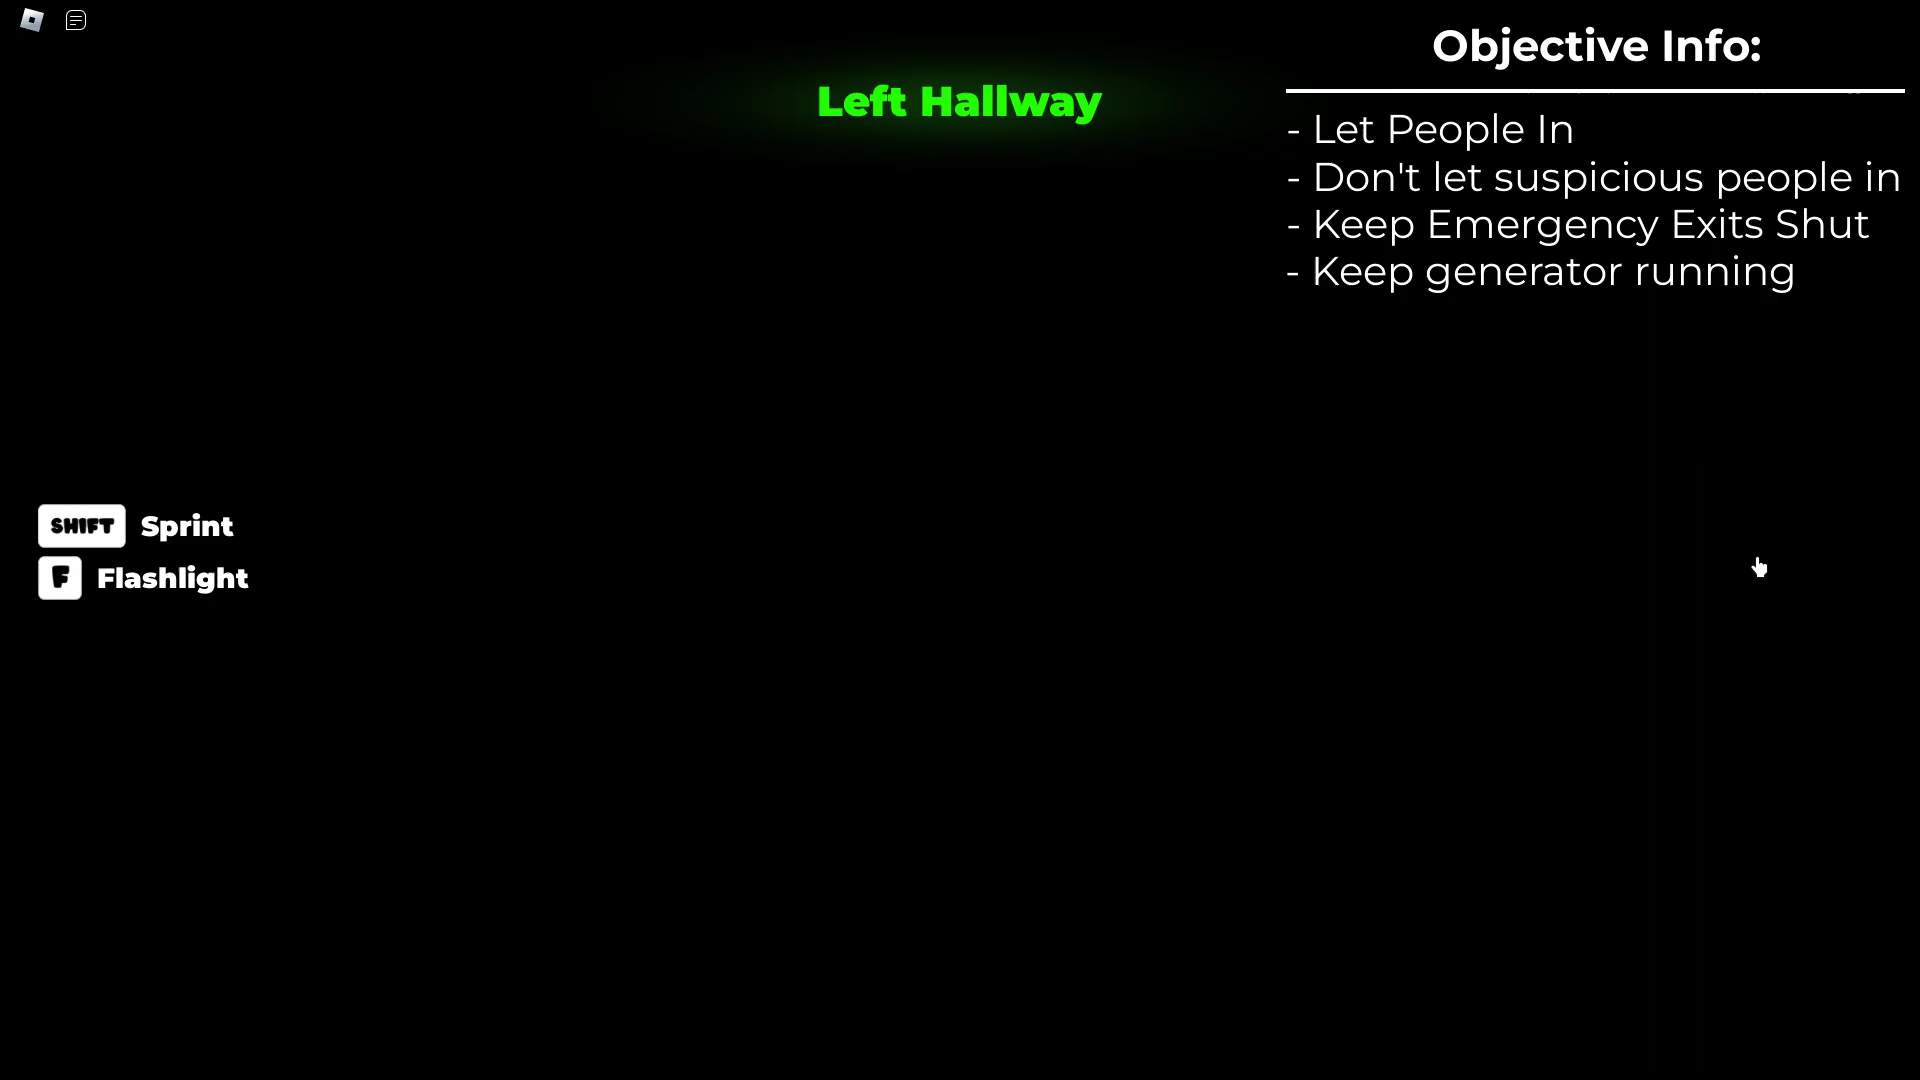 Objective Info:
Left Hallway
- Let People In
- Don't let suspicious people in
- Keep Emergency Exits Shut
- Keep generator running
SHIFT Sprint
F Flashlight